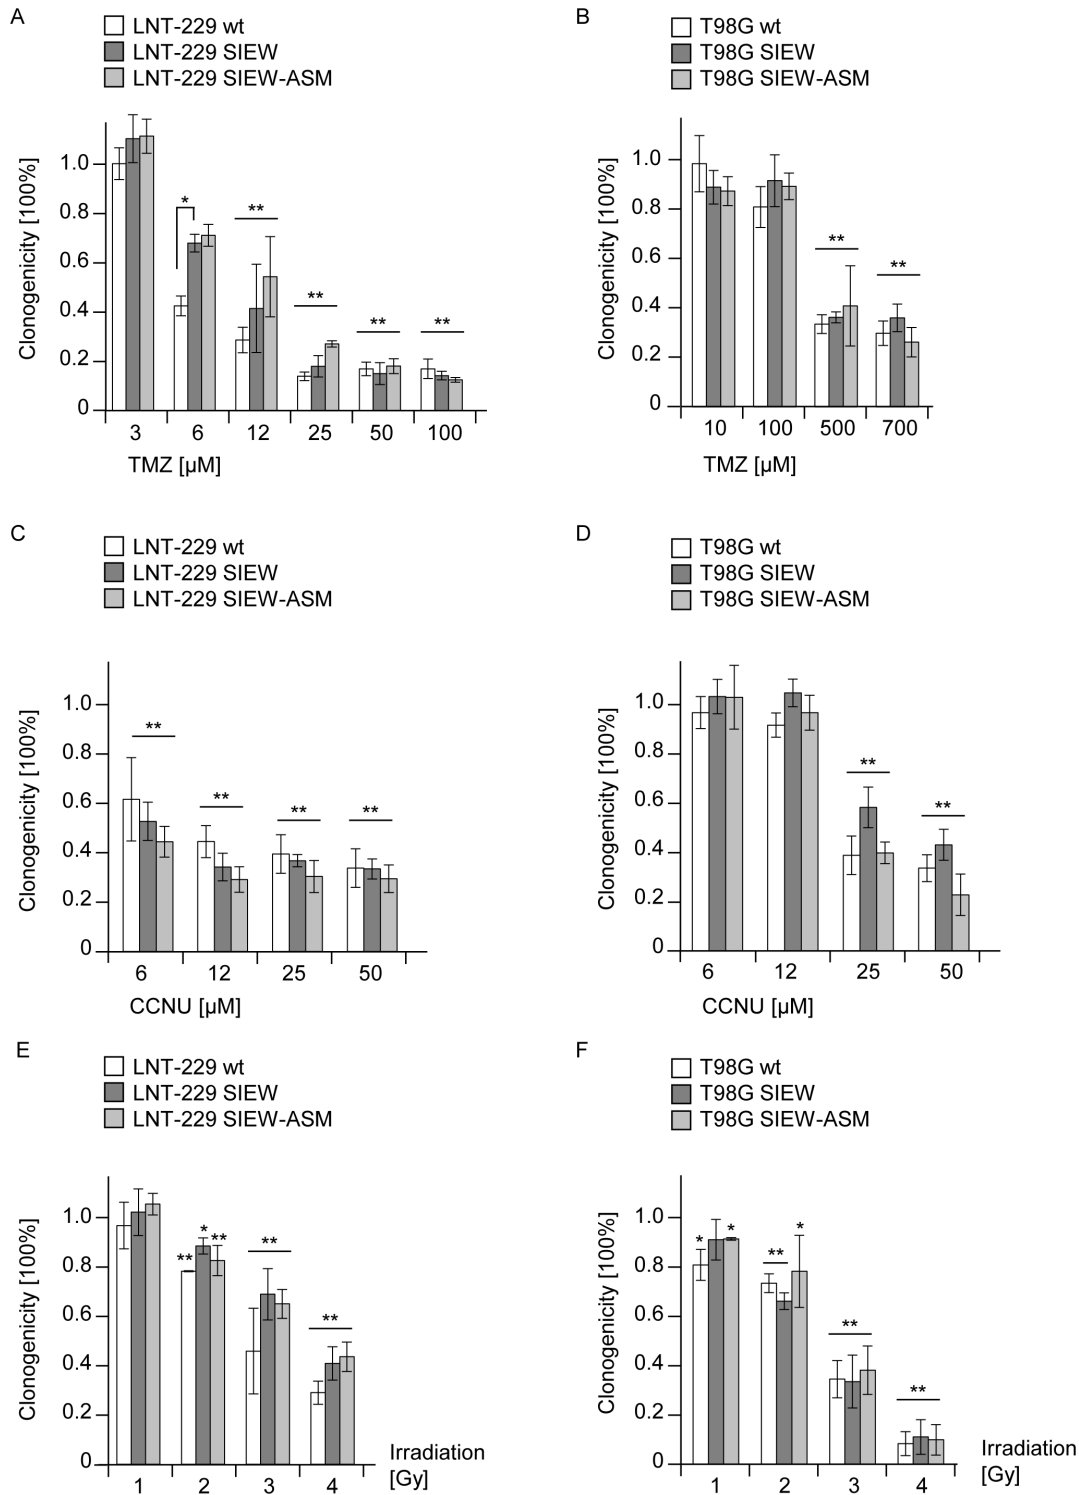 A
LNT-229 wt
LNT-229 SIEW
LNT-229 SIEW-ASM
Clonogenicity [100%]
1.0
0.8
0.6
0.4
0.2
0
*
**
**
**
**
3 6 12 25 50 100
TMZ [µM]
B
T98G wt
T98G SIEW
T98G SIEW-ASM
Clonogenicity [100%]
1.0
0.8
0.6
0.4
0.2
0
**
**
10 100 500 700
TMZ [µM]
C
LNT-229 wt
LNT-229 SIEW
LNT-229 SIEW-ASM
Clonogenicity [100%]
1.0
0.8
0.6
0.4
0.2
0
**
**
**
**
6 12 25 50
CCNU [µM]
D
T98G wt
T98G SIEW
T98G SIEW-ASM
Clonogenicity [100%]
1.0
0.8
0.6
0.4
0.2
0
**
**
6 12 25 50
CCNU [µM]
E
LNT-229 wt
LNT-229 SIEW
LNT-229 SIEW-ASM
Clonogenicity [100%]
1.0
0.8
0.6
0.4
0.2
0
** * **
**
**
1 2 3 4
Irradiation
[Gy]
F
T98G wt
T98G SIEW
T98G SIEW-ASM
Clonogenicity [100%]
1.0
0.8
0.6
0.4
0.2
0
* *
** *
**
**
1 2 3 4
Irradiation
[Gy]